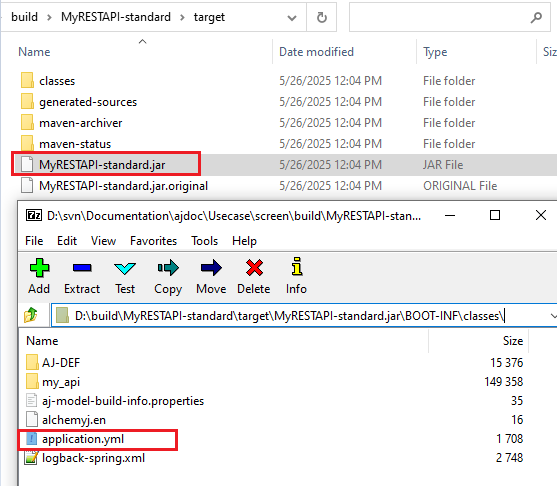 build > MyRESTAPI-standard > target
Name Date modified Type Size
classes 5/26/2025 12:04 PM File folder
generated-sources 5/26/2025 12:04 PM File folder
maven-archiver 5/26/2025 12:04 PM File folder
maven-status 5/26/2025 12:04 PM File folder
MyRESTAPI-standard.jar 5/26/2025 12:04 PM JAR File
MyRESTAPI-standard.jar.original 5/26/2025 12:04 PM ORIGINAL File
7z D:\svn\Documentation\ajdoc\Usecase\screen\build\MyRESTAPI-stan...
File Edit View Favorites Tools Help
Add Extract Test Copy Move Delete Info
D:\build\MyRESTAPI-standard\target\MyRESTAPI-standard.jar\BOOT-INF\classes\
Name Size
AJ-DEF 15 376
my_api 149 358
aj-model-build-info.properties 35
alchemyj.en 16
application.yml 1 708
logback-spring.xml 2 748